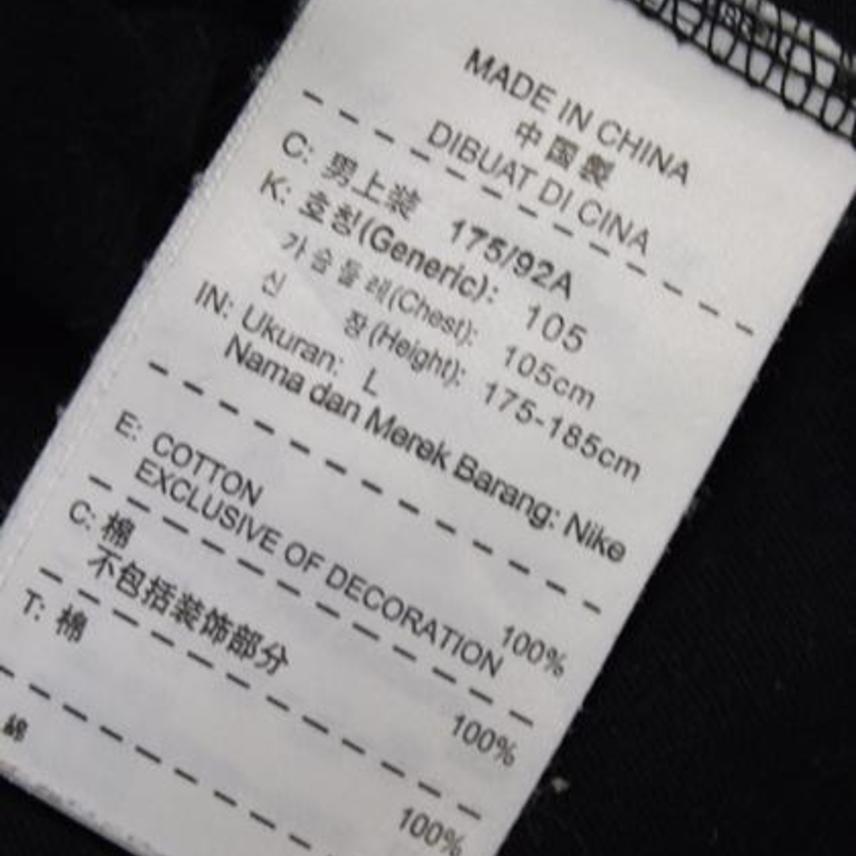 MADE IN CHINA
中国製
DIBUAT DI CINA
C: 男上装 175/92A
K: 호칭(Generic): 105
가슴둘레(Chest): 105cm
신 장(Height): 175-185cm
IN: Ukuran: L
Nama dan Merek Barang: Nike
E: COTTON 100%
EXCLUSIVE OF DECORATION
C: 棉 100%
不包括装饰部分
T: 棉 100%
綿